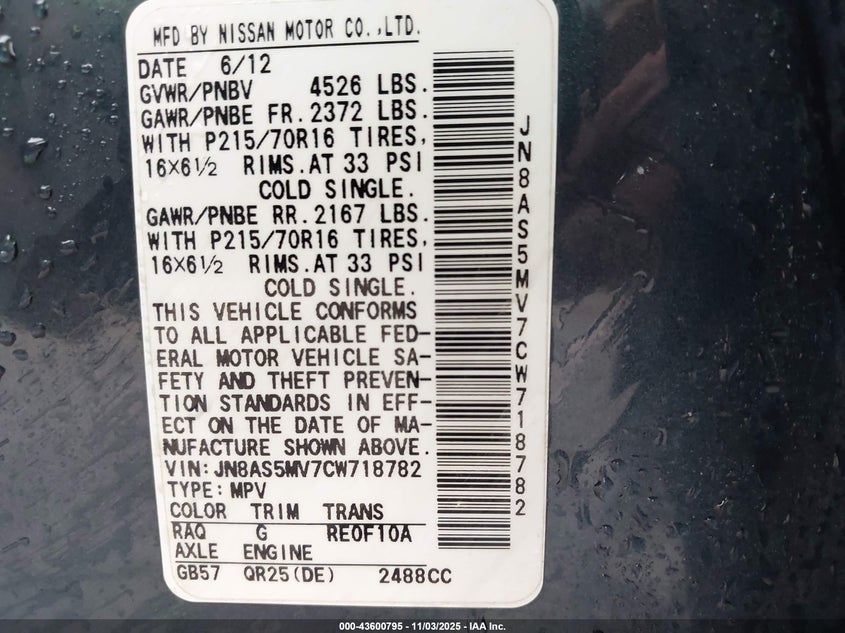 MFD BY NISSAN MOTOR CO.,LTD.
DATE 6/12
GVWR/PNBV 4526 LBS.
GAWR/PNBE FR.2372 LBS.
WITH P215/70R16 TIRES,
16X6½ RIMS.AT 33 PSI
COLD SINGLE.
GAWR/PNBE RR.2167 LBS.
WITH P215/70R16 TIRES,
16X6½ RIMS.AT 33 PSI
COLD SINGLE.
THIS VEHICLE CONFORMS
TO ALL APPLICABLE FED-
ERAL MOTOR VEHICLE SA-
FETY AND THEFT PREVEN-
TION STANDARDS IN EFF-
ECT ON THE DATE OF MA-
NUFACTURE SHOWN ABOVE.
VIN:JN8AS5MV7CW718782
TYPE:MPV
COLOR TRIM TRANS
RAQ G RE0F10A
AXLE ENGINE
GB57 QR25(DE) 2488CC
JN8AS5MV7CW718782
000-43600795 - 11/03/2025 - IAA Inc.